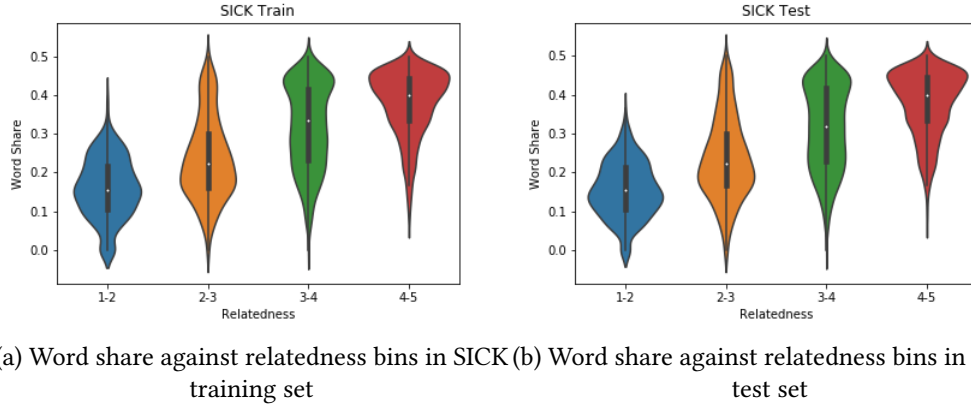 SICK Train
SICK Test
0.5
0.4
0.3
0.2
0.1
0.0
Word Share
1-2
2-3
3-4
4-5
Relatedness
0.5
0.4
0.3
0.2
0.1
0.0
Word Share
1-2
2-3
3-4
4-5
Relatedness
a) Word share against relatedness bins in SICK
training set
(b) Word share against relatedness bins in
test set